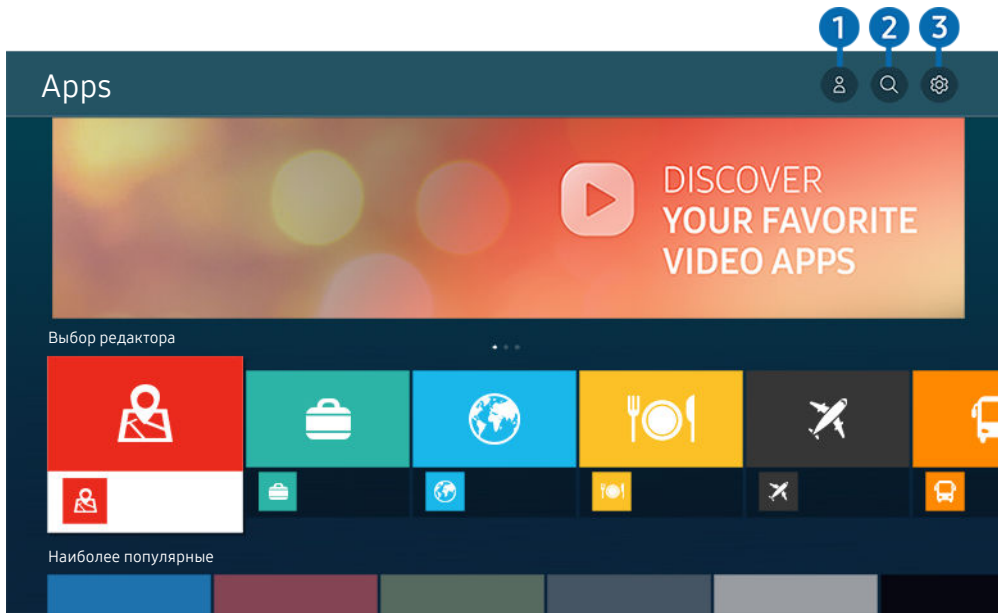 1 2 3
Apps
DISCOVER
YOUR FAVORITE
VIDEO APPS
Выбор редактора
Наиболее популярные